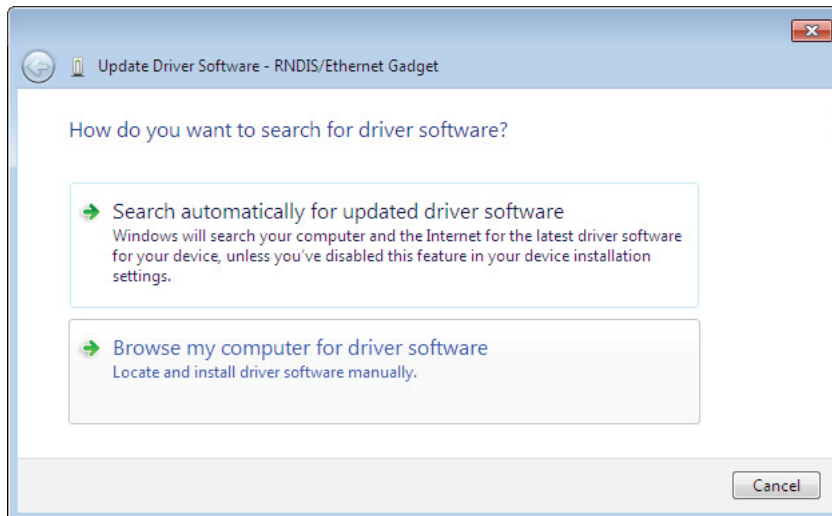 Update Driver Software - RNDIS/Ethernet Gadget
How do you want to search for driver software?
Search automatically for updated driver software
Windows will search your computer and the Internet for the latest driver software
for your device, unless you've disabled this feature in your device installation
settings.
Browse my computer for driver software
Locate and install driver software manually.
Cancel